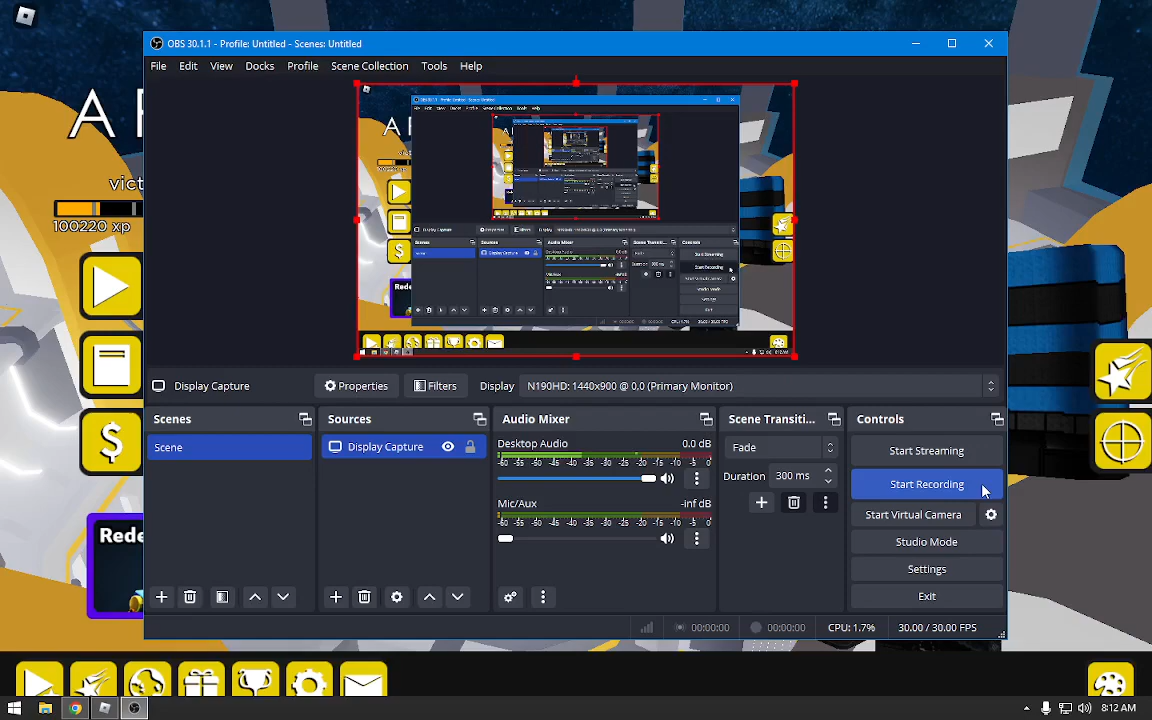 A
OBS 30.1.1 - Profile: Untitled - Scenes: Untitled
File Edit View Docks Profile Scene Collection Tools Help
vict
100220 xp
Rede
$
Display Capture Properties Filters Display N190HD: 1440x900 @ 0,0 (Primary Monitor)
Scenes
Scene
Sources
Display Capture
Audio Mixer
Desktop Audio 0.0 dB
-60 -55 -50 -45 -40 -35 -30 -25 -20 -15 -10 -5 0
Mic/Aux -inf dB
-60 -55 -50 -45 -40 -35 -30 -25 -20 -15 -10 -5 0
Scene Transiti...
Fade
Duration 300 ms
Controls
Start Streaming
Start Recording
Start Virtual Camera
Studio Mode
Settings
Exit
00:00:00 00:00:00 CPU: 1.7% 30.00 / 30.00 FPS
8:12 AM